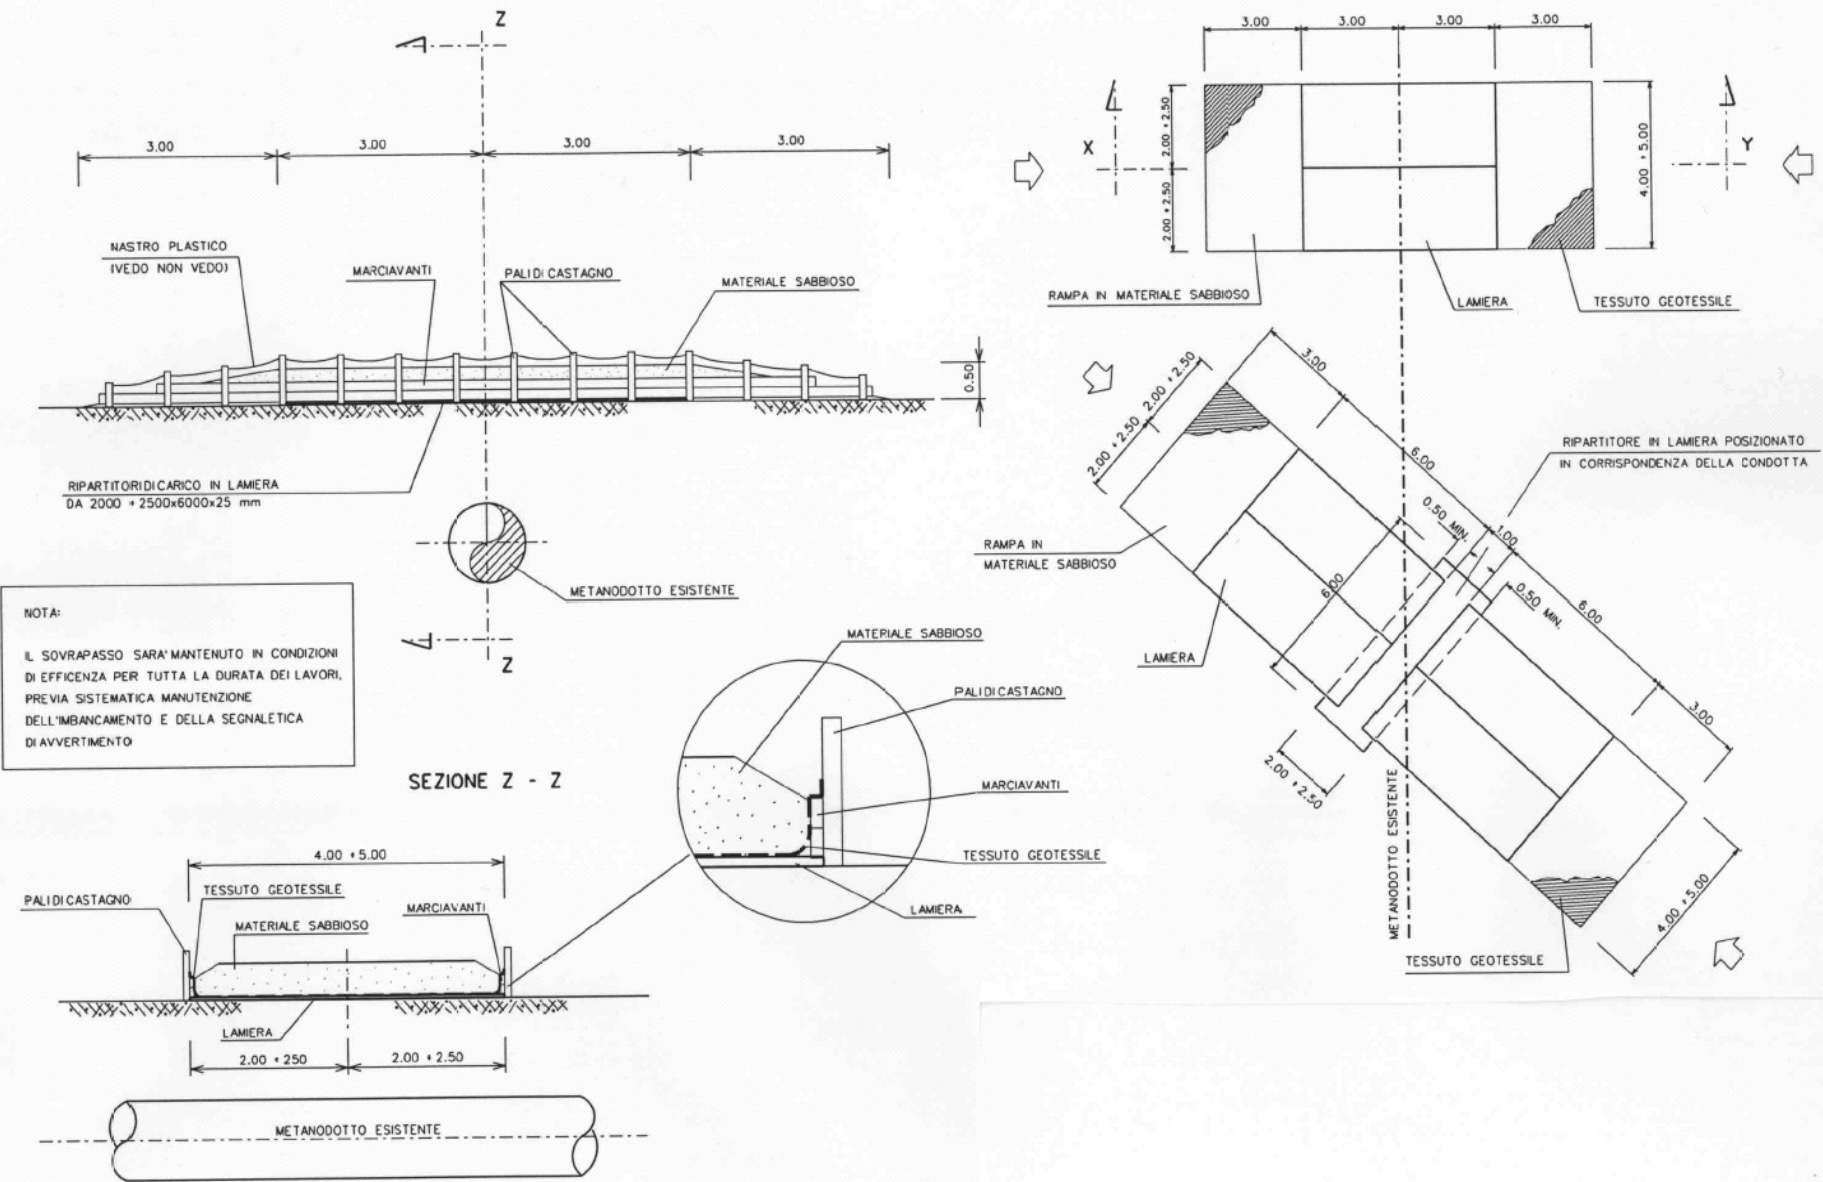 Z
3.00
3.00
3.00
3.00
NASTRO PLASTICO
(VEDO NON VEDO)
MARCIAVANTI
PALI DI CASTAGNO
MATERIALE SABBIOSO
0.50
RIPARTITORI DI CARICO IN LAMIERA
DA 2000 ÷ 2500x6000x25 mm
METANODOTTO ESISTENTE
Z
NOTA:
IL SOVRAPASSO SARA' MANTENUTO IN CONDIZIONI
DI EFFICENZA PER TUTTA LA DURATA DEI LAVORI,
PREVIA SISTEMATICA MANUTENZIONE
DELL'IMBANCAMENTO E DELLA SEGNALETICA
DI AVVERTIMENTO
SEZIONE Z - Z
4.00 ÷ 5.00
PALI DI CASTAGNO
TESSUTO GEOTESSILE
MARCIAVANTI
MATERIALE SABBIOSO
LAMIERA
2.00 ÷ 250
2.00 ÷ 2.50
METANODOTTO ESISTENTE
MATERIALE SABBIOSO
PALI DI CASTAGNO
MARCIAVANTI
TESSUTO GEOTESSILE
LAMIERA
3.00
3.00
3.00
3.00
X
2.00 ÷ 2.50
2.00 ÷ 2.50
4.00 ÷ 5.00
Y
RAMPA IN MATERIALE SABBIOSO
LAMIERA
TESSUTO GEOTESSILE
2.00 ÷ 2.50
2.00 ÷ 2.50
3.00
6.00
RIPARTITORE IN LAMIERA POSIZIONATO
IN CORRISPONDENZA DELLA CONDOTTA
0.50 MIN.
1.00
RAMPA IN
MATERIALE SABBIOSO
6.00
0.50 MIN.
6.00
LAMIERA
3.00
2.00 ÷ 2.50
METANODOTTO ESISTENTE
4.00 ÷ 5.00
TESSUTO GEOTESSILE